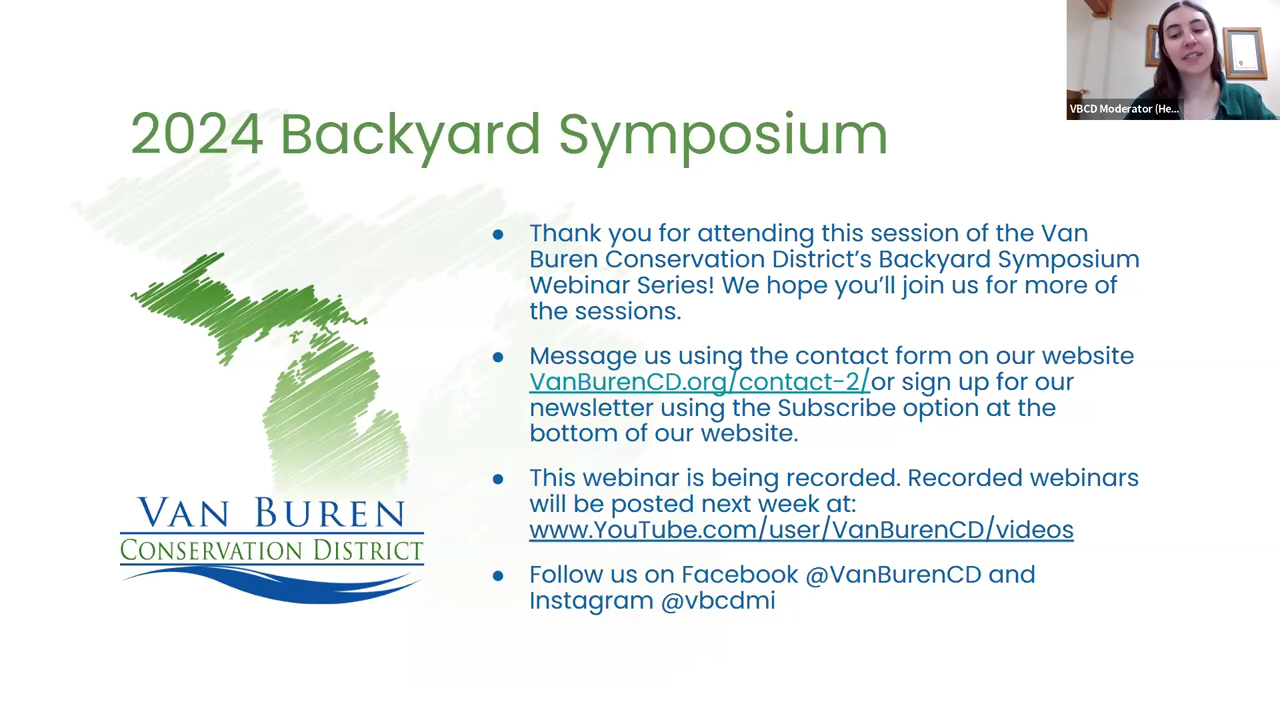 VBCD Moderator (He...
2024 Backyard Symposium
● Thank you for attending this session of the Van
Buren Conservation District’s Backyard Symposium
Webinar Series! We hope you’ll join us for more of
the sessions.
● Message us using the contact form on our website
VanBurenCD.org/contact-2/or sign up for our
newsletter using the Subscribe option at the
bottom of our website.
● This webinar is being recorded. Recorded webinars
will be posted next week at:
www.YouTube.com/user/VanBurenCD/videos
● Follow us on Facebook @VanBurenCD and
Instagram @vbcdmi
VAN BUREN
CONSERVATION DISTRICT